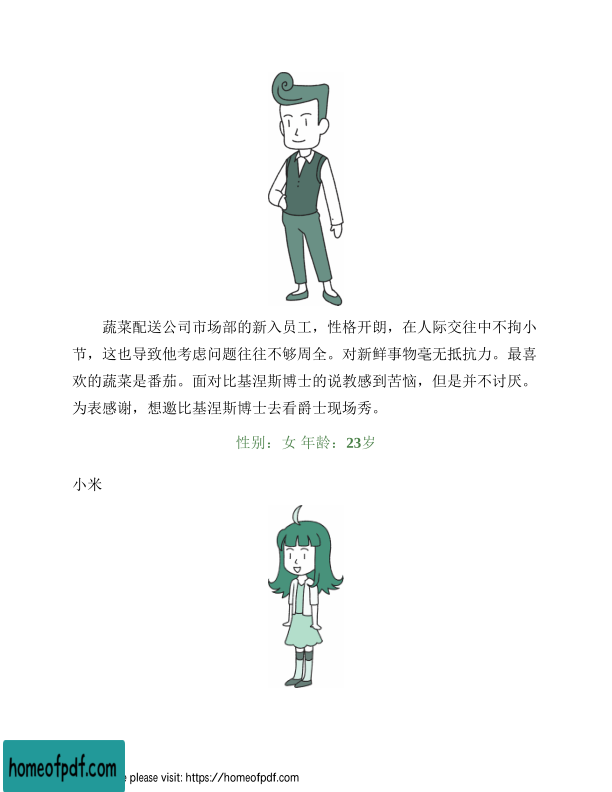 蔬菜配送公司市场部的新入员工，性格开朗，在人际交往中不拘小
节，这也导致他考虑问题往往不够周全。对新鲜事物毫无抵抗力。最喜
欢的蔬菜是番茄。面对比基涅斯博士的说教感到苦恼，但是并不讨厌。
为表感谢，想邀比基涅斯博士去看爵士现场秀。
性别：女 年龄：23岁
小米
homeofpdf.com
e please visit: https://homeofpdf.com